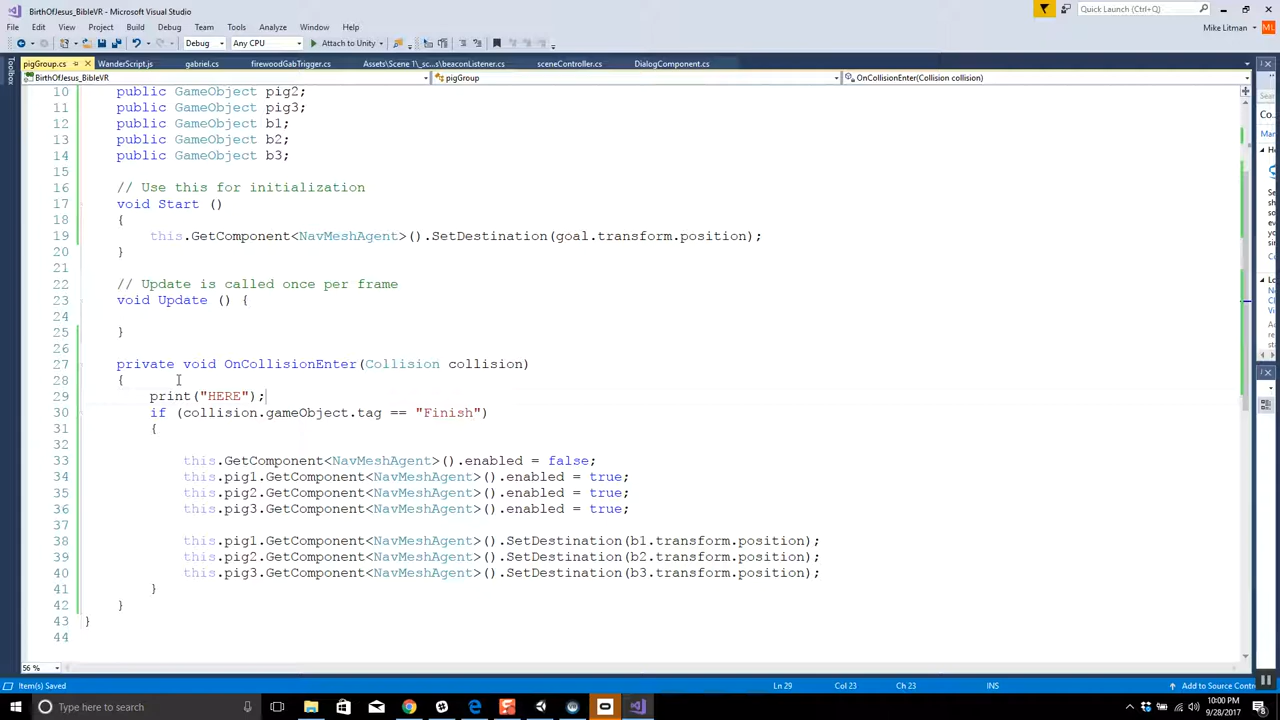 BirthOfJesus_BibleVR - Microsoft Visual Studio
Quick Launch (Ctrl+Q)
File Edit View Project Build Debug Team Tools Test Analyze Window Help
Mike Litman ML
Debug Any CPU Attach to Unity
pigGroup.cs WanderScript.js gabriel.cs firewoodGabTrigger.cs Assets\Scene 1\_sc...s\beaconListener.cs sceneController.cs DialogComponent.cs
BirthOfJesus_BibleVR pigGroup OnCollisionEnter(Collision collision)
Toolbox
10 public GameObject pig2;
11 public GameObject pig3;
12 public GameObject b1;
13 public GameObject b2;
14 public GameObject b3;
15
16 // Use this for initialization
17 void Start ()
18 {
19 this.GetComponent<NavMeshAgent>().SetDestination(goal.transform.position);
20 }
21
22 // Update is called once per frame
23 void Update () {
24
25 }
26
27 private void OnCollisionEnter(Collision collision)
28 {
29 print("HERE");
30 if (collision.gameObject.tag == "Finish")
31 {
32
33 this.GetComponent<NavMeshAgent>().enabled = false;
34 this.pig1.GetComponent<NavMeshAgent>().enabled = true;
35 this.pig2.GetComponent<NavMeshAgent>().enabled = true;
36 this.pig3.GetComponent<NavMeshAgent>().enabled = true;
37
38 this.pig1.GetComponent<NavMeshAgent>().SetDestination(b1.transform.position);
39 this.pig2.GetComponent<NavMeshAgent>().SetDestination(b2.transform.position);
40 this.pig3.GetComponent<NavMeshAgent>().SetDestination(b3.transform.position);
41 }
42 }
43 }
44
56 %
Item(s) Saved Ln 29 Col 23 Ch 23 INS Add to Source Contr
Type here to search
10:00 PM
9/28/2017